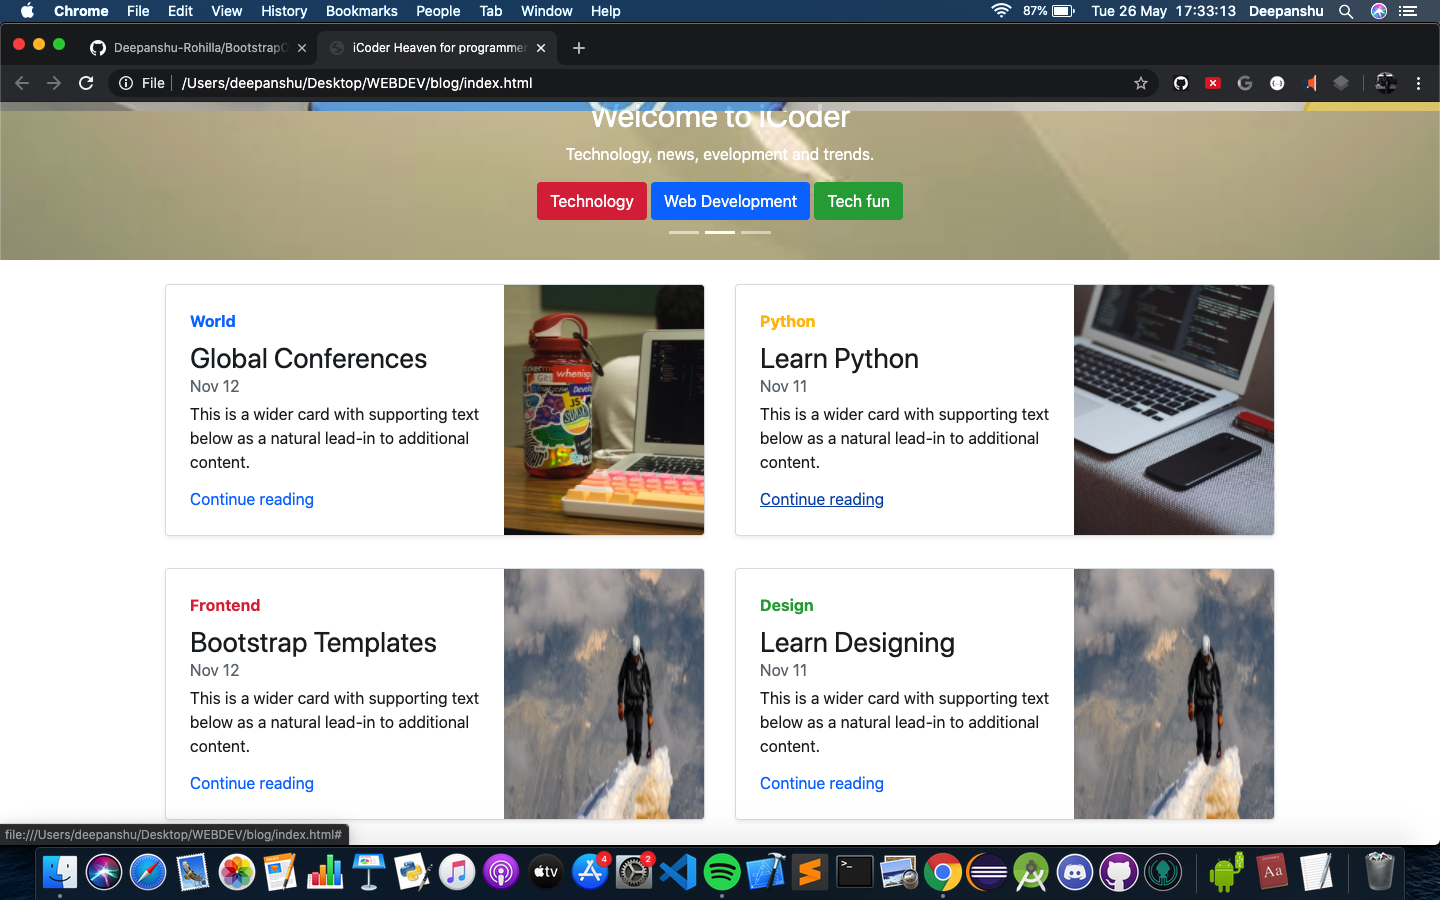 Chrome File Edit View History Bookmarks People Tab Window Help 87% Tue 26 May 17:33:13 Deepanshu
Deepanshu-Rohilla/BootstrapC iCoder Heaven for programmer
File /Users/deepanshu/Desktop/WEBDEV/blog/index.html
Welcome to iCoder
Technology, news, evelopment and trends.
Technology Web Development Tech fun
World
Global Conferences
Nov 12
This is a wider card with supporting text
below as a natural lead-in to additional
content.
Continue reading
Python
Learn Python
Nov 11
This is a wider card with supporting text
below as a natural lead-in to additional
content.
Continue reading
Frontend
Bootstrap Templates
Nov 12
This is a wider card with supporting text
below as a natural lead-in to additional
content.
Continue reading
Design
Learn Designing
Nov 11
This is a wider card with supporting text
below as a natural lead-in to additional
content.
Continue reading
file:///Users/deepanshu/Desktop/WEBDEV/blog/index.html#
tv 4 2 Aa